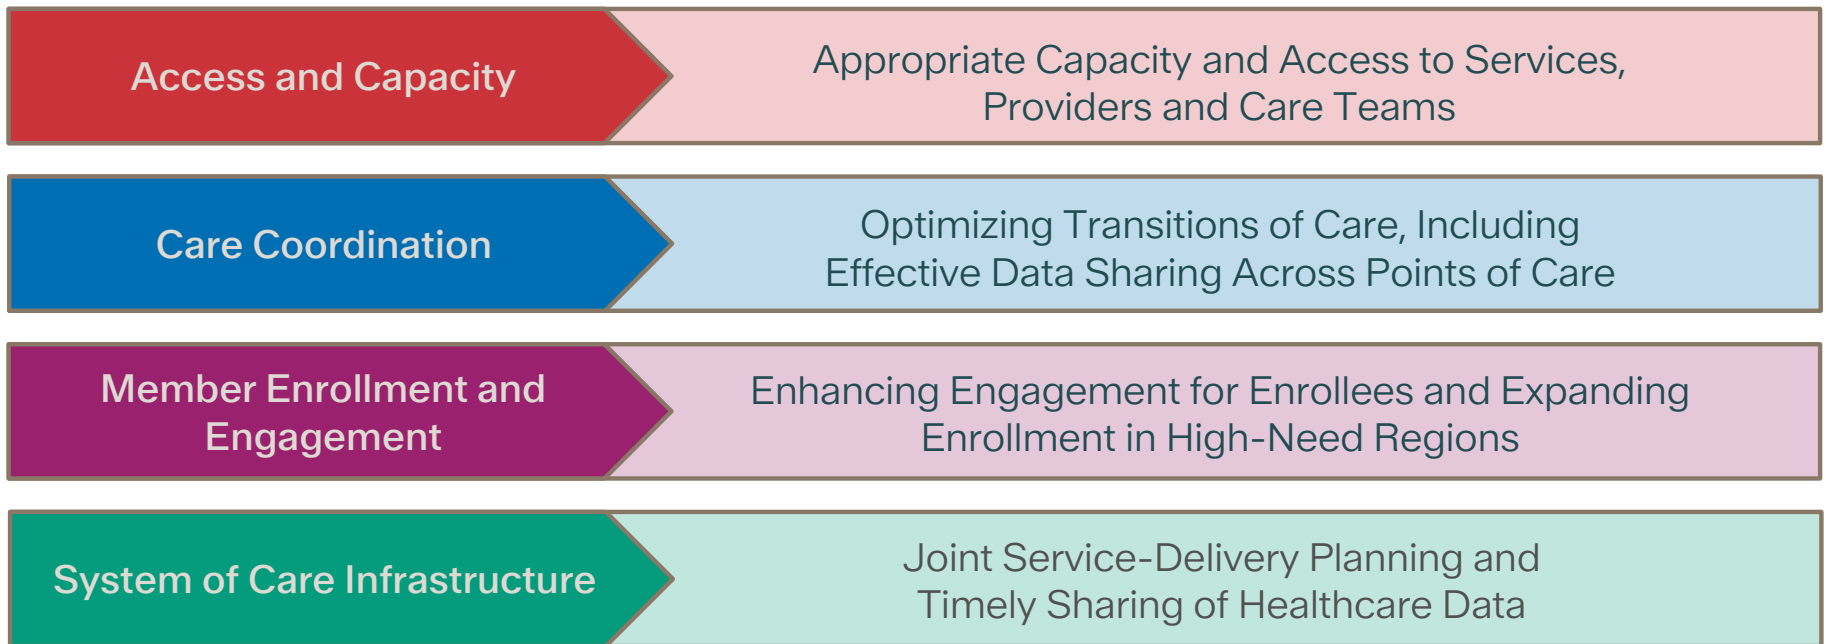 Access and Capacity
Appropriate Capacity and Access to Services,
Providers and Care Teams
Care Coordination
Optimizing Transitions of Care, Including
Effective Data Sharing Across Points of Care
Member Enrollment and
Engagement
Enhancing Engagement for Enrollees and Expanding
Enrollment in High-Need Regions
System of Care Infrastructure
Joint Service-Delivery Planning and
Timely Sharing of Healthcare Data